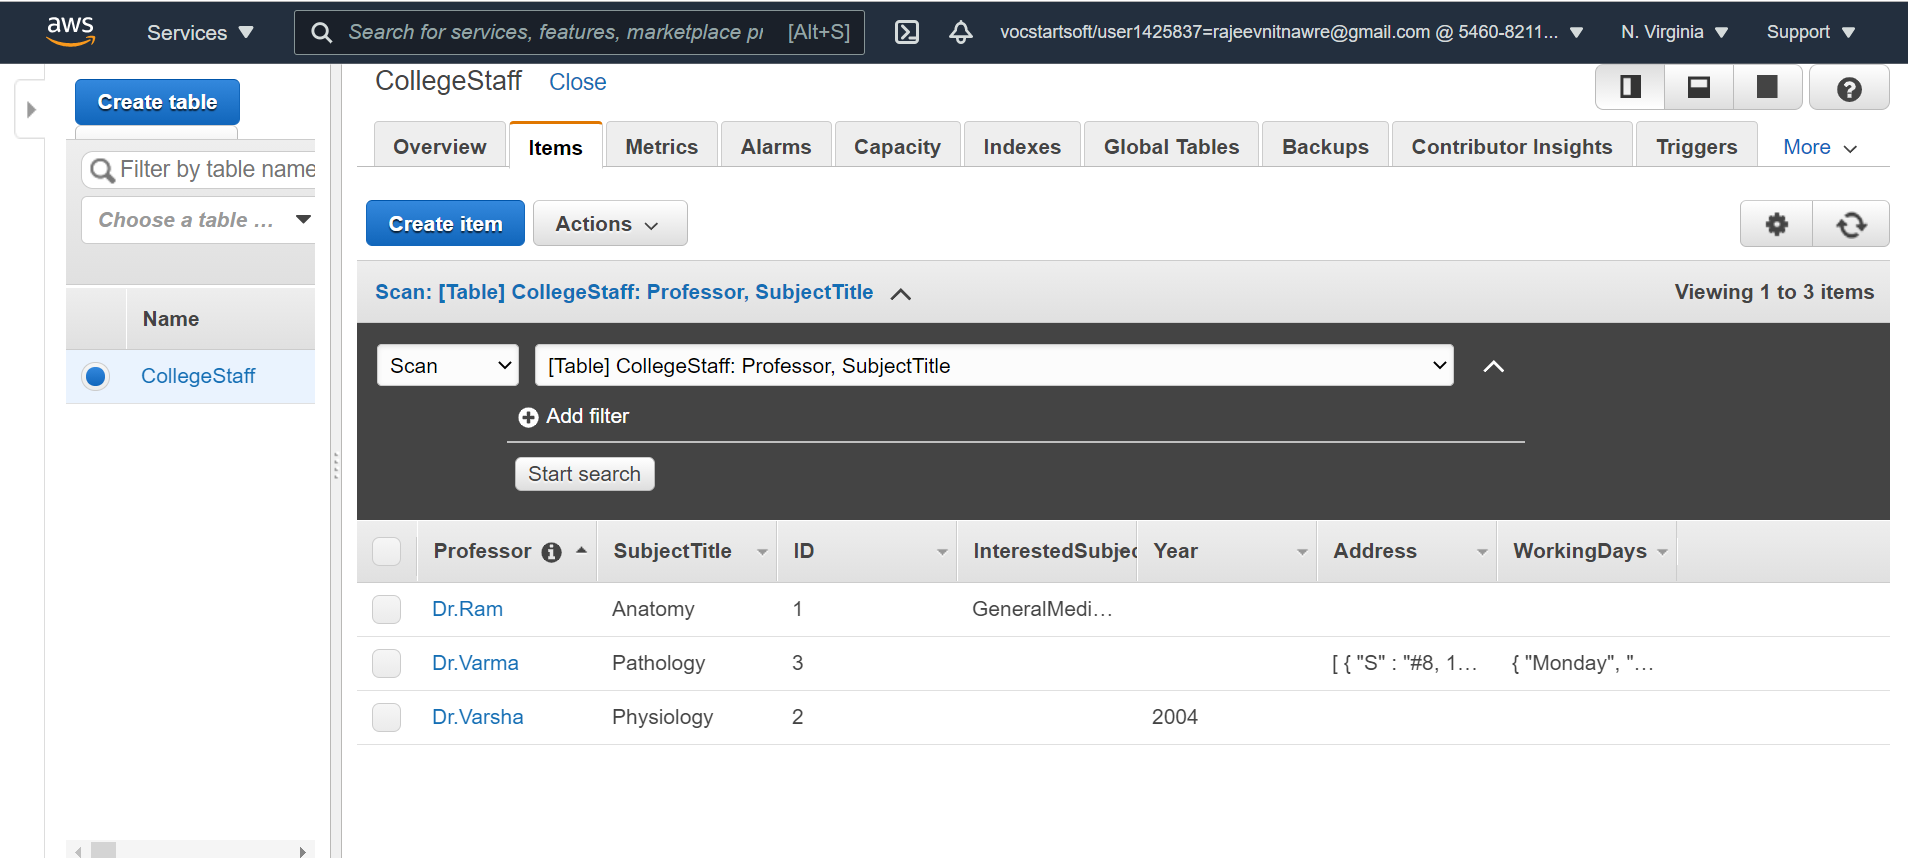 aws Services Search for services, features, marketplace pr [Alt+S] vocstartsoft/user1425837=rajeevnitnawre@gmail.com @ 5460-8211... N. Virginia Support
Create table
Filter by table name
Choose a table ...
Name
CollegeStaff
CollegeStaff Close
Overview Items Metrics Alarms Capacity Indexes Global Tables Backups Contributor Insights Triggers More
Create item Actions
Scan: [Table] CollegeStaff: Professor, SubjectTitle Viewing 1 to 3 items
Scan [Table] CollegeStaff: Professor, SubjectTitle
Add filter
Start search
Professor SubjectTitle ID InterestedSubjec Year Address WorkingDays
Dr.Ram Anatomy 1 GeneralMedi...
Dr.Varma Pathology 3 [ { "S" : "#8, 1... { "Monday", "...
Dr.Varsha Physiology 2 2004